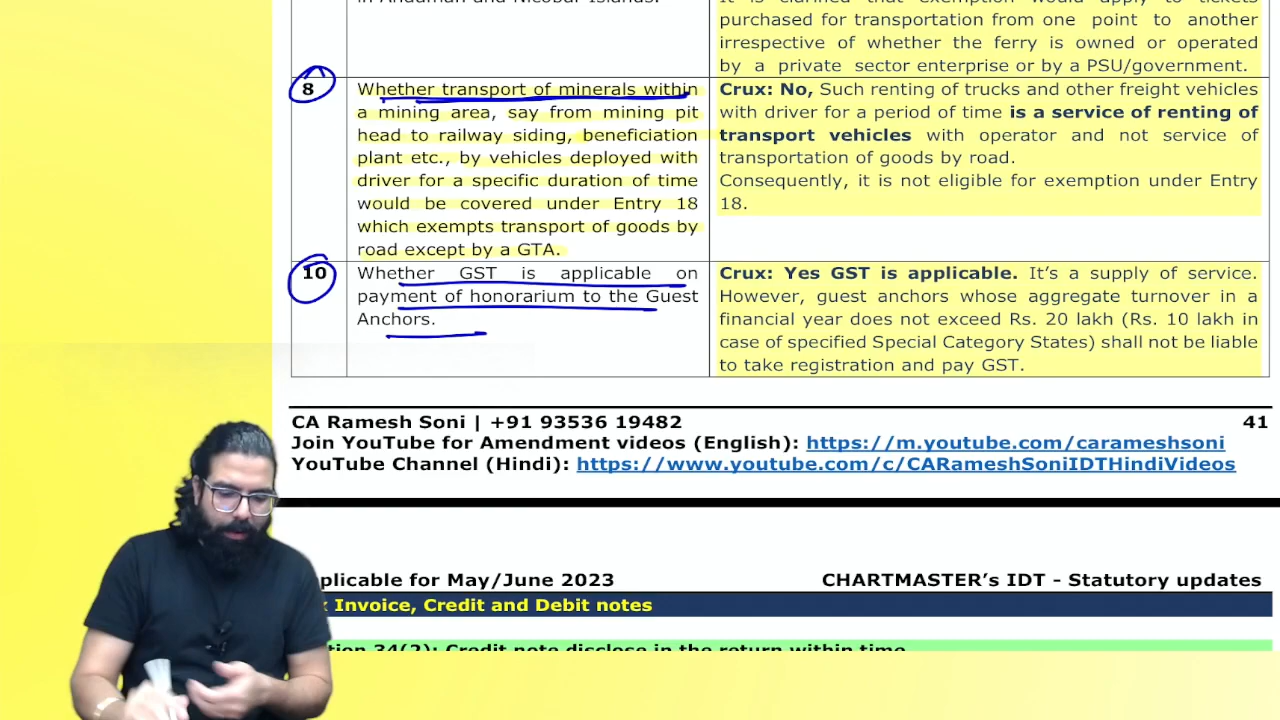 in Andaman and Nicobar Islands.
It is clarified that exemption would apply to tickets
purchased for transportation from one point to another
irrespective of whether the ferry is owned or operated
by a private sector enterprise or by a PSU/government.
8
Whether transport of minerals within
a mining area, say from mining pit
head to railway siding, beneficiation
plant etc., by vehicles deployed with
driver for a specific duration of time
would be covered under Entry 18
which exempts transport of goods by
road except by a GTA.
Crux: No, Such renting of trucks and other freight vehicles
with driver for a period of time is a service of renting of
transport vehicles with operator and not service of
transportation of goods by road.
Consequently, it is not eligible for exemption under Entry
18.
10
Whether GST is applicable on
payment of honorarium to the Guest
Anchors.
Crux: Yes GST is applicable. It's a supply of service.
However, guest anchors whose aggregate turnover in a
financial year does not exceed Rs. 20 lakh (Rs. 10 lakh in
case of specified Special Category States) shall not be liable
to take registration and pay GST.
CA Ramesh Soni | +91 93536 19482 41
Join YouTube for Amendment videos (English): https://m.youtube.com/carameshsoni
YouTube Channel (Hindi): https://www.youtube.com/c/CARameshSoniIDTHindiVideos
plicable for May/June 2023 CHARTMASTER's IDT - Statutory updates
Invoice, Credit and Debit notes
tion 34(2): Credit note disclose in the return within time